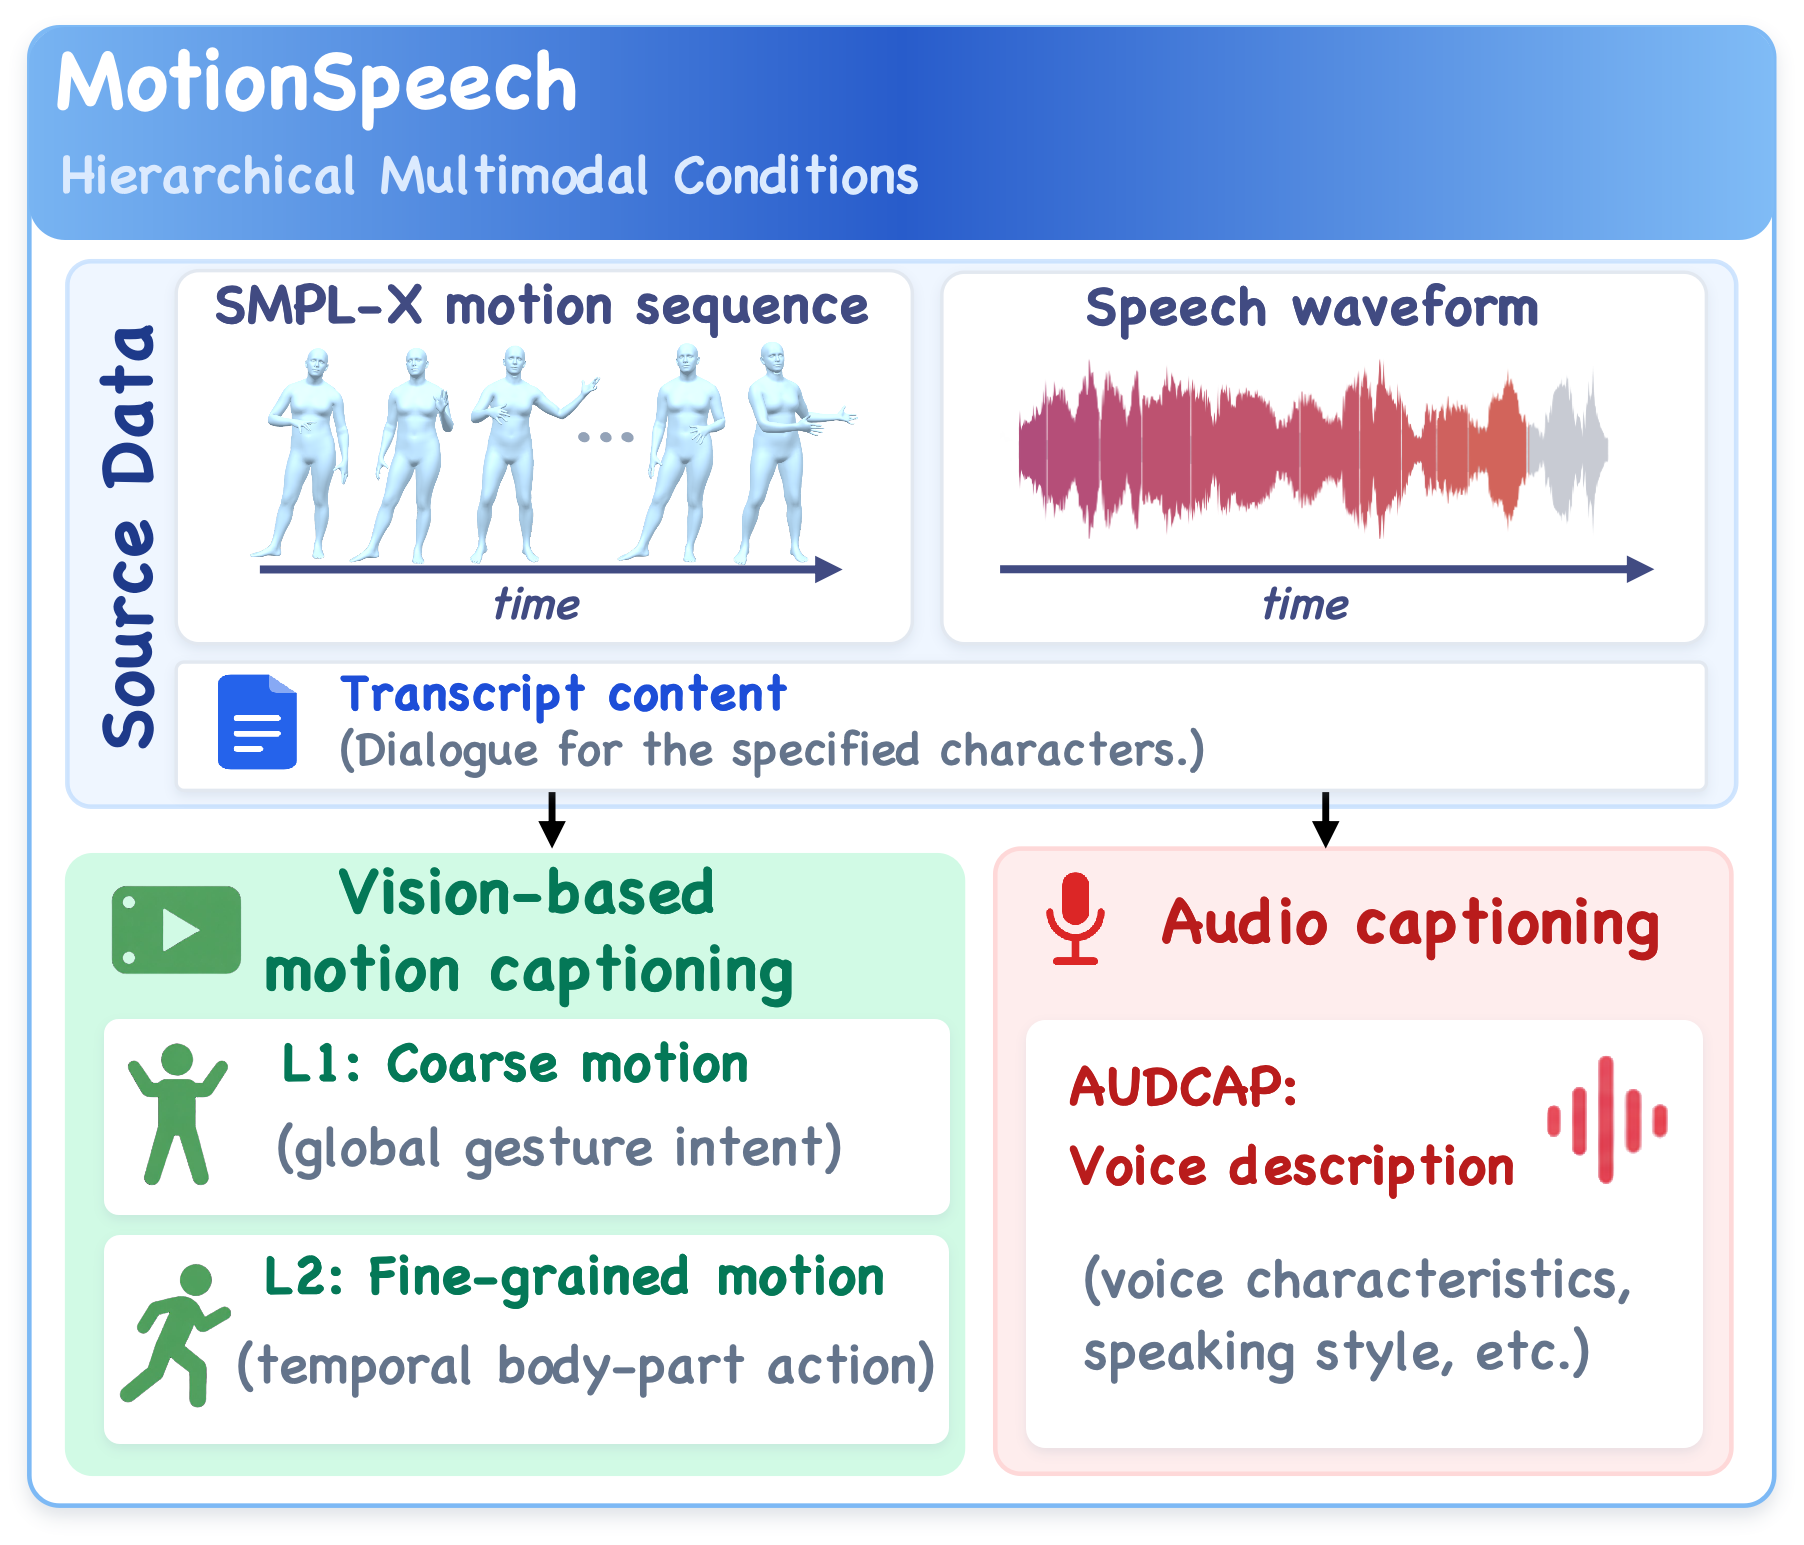 MotionSpeech
Hierarchical Multimodal Conditions
Source Data
SMPL-X motion sequence
time
Speech waveform
time
Transcript content
(Dialogue for the specified characters.)
Vision-based
motion captioning
L1: Coarse motion
(global gesture intent)
L2: Fine-grained motion
(temporal body-part action)
Audio captioning
AUDCAP:
Voice description
(voice characteristics,
speaking style, etc.)